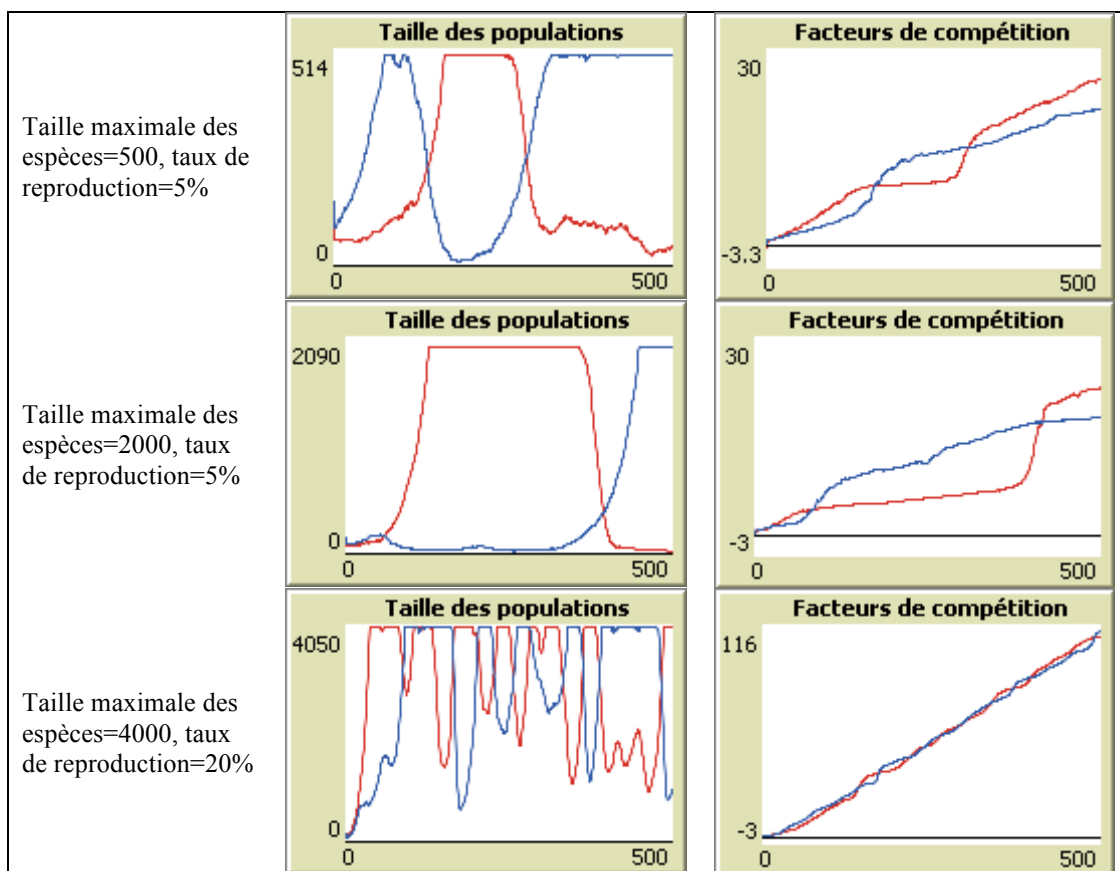 Taille maximale des
espèces=500, taux de
reproduction=5%
Taille des populations
514
0
0
500
Facteurs de compétition
30
-3.3
0
500
Taille maximale des
espèces=2000, taux
de reproduction=5%
Taille des populations
2090
0
0
500
Facteurs de compétition
30
-3
0
500
Taille maximale des
espèces=4000, taux
de reproduction=20%
Taille des populations
4050
0
0
500
Facteurs de compétition
116
-3
0
500